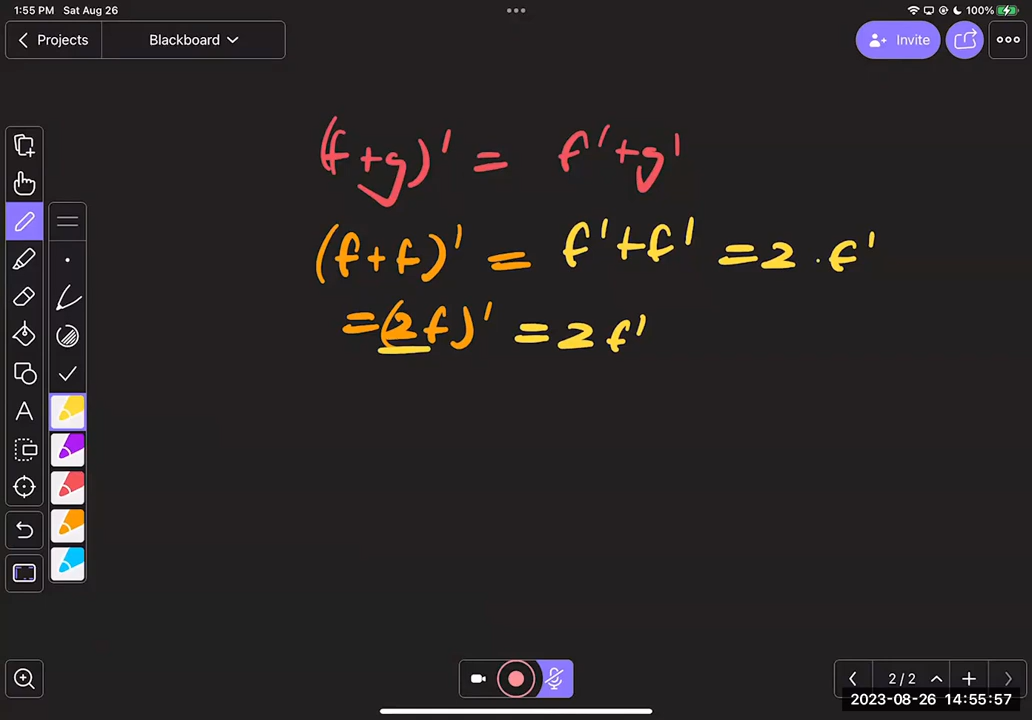 1:55 PM Sat Aug 26
100%
Projects
Blackboard
Invite
(f+g)' = f'+g'
(f+f)' = f'+f' = 2 · f'
= (2f)' = 2f'
A
2 / 2
2023-08-26 14:55:57